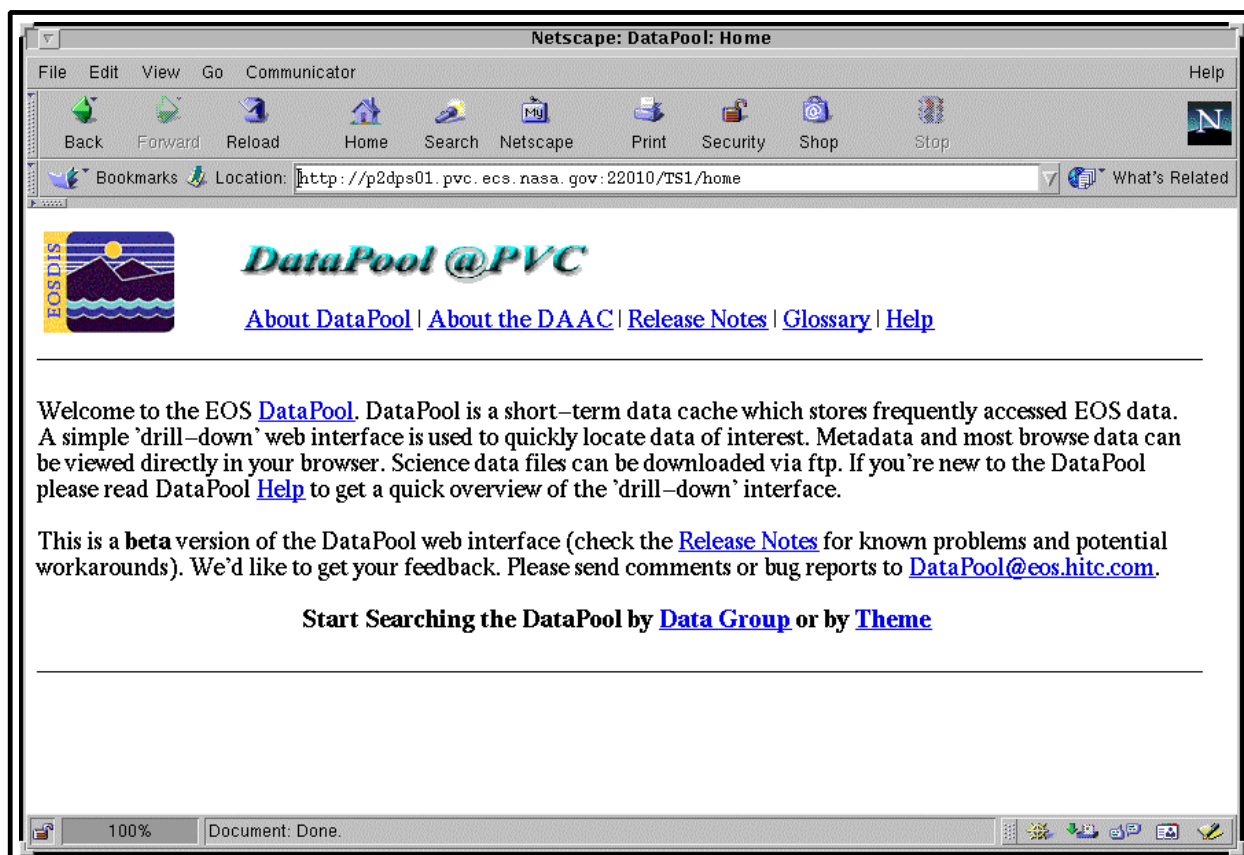 Netscape: DataPool: Home
File Edit View Go Communicator Help
Back Forward Reload Home Search Netscape Print Security Shop Stop
My
N
Bookmarks Location: http://p2dps01.pvc.ecs.nasa.gov:22010/TS1/home What's Related
EOSDIS
DataPool @PVC
About DataPool | About the DAAC | Release Notes | Glossary | Help
Welcome to the EOS DataPool. DataPool is a short–term data cache which stores frequently accessed EOS data.
A simple 'drill–down' web interface is used to quickly locate data of interest. Metadata and most browse data can
be viewed directly in your browser. Science data files can be downloaded via ftp. If you're new to the DataPool
please read DataPool Help to get a quick overview of the 'drill–down' interface.
This is a beta version of the DataPool web interface (check the Release Notes for known problems and potential
workarounds). We'd like to get your feedback. Please send comments or bug reports to DataPool@eos.hitc.com.
Start Searching the DataPool by Data Group or by Theme
100% Document: Done.